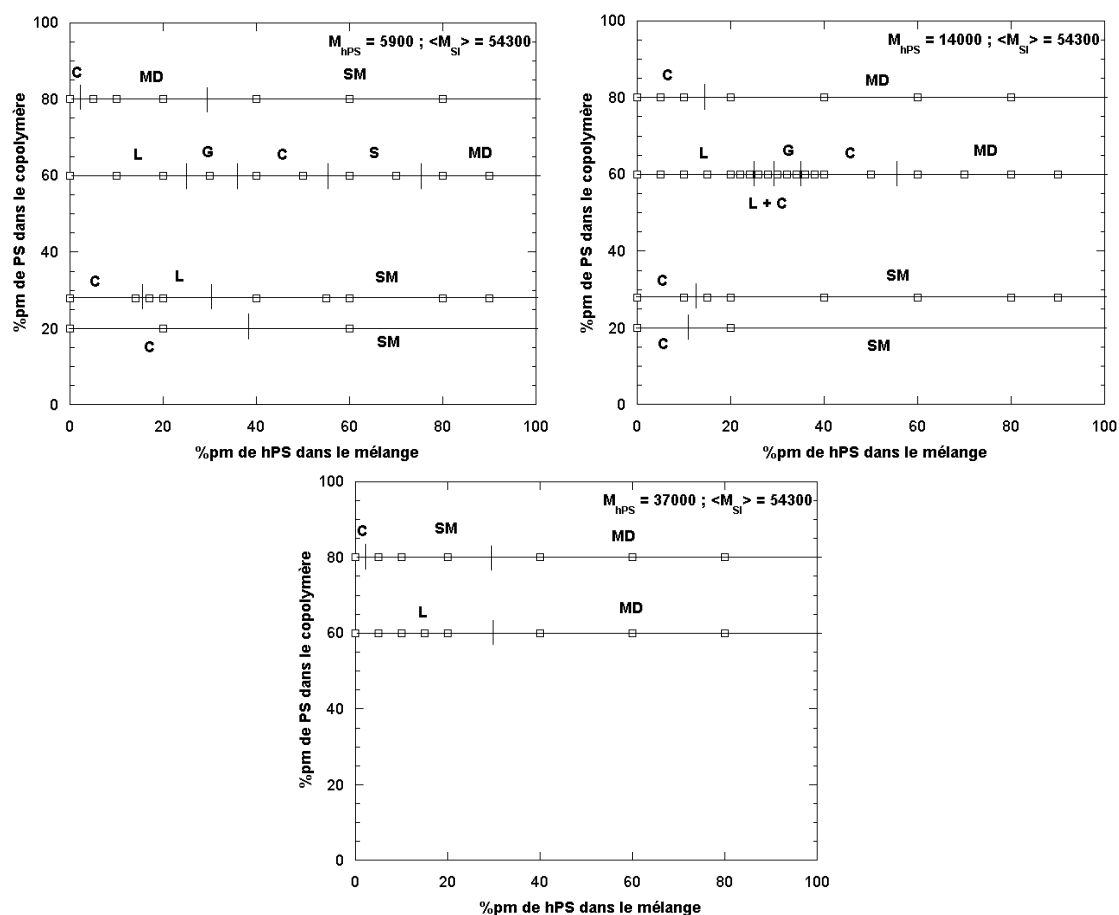 M_hPS = 5900 ; <M_SI> = 54300
%pm de PS dans le copolymère
100
80
60
40
20
0
C MD SM
L G C S MD
C L SM
C SM
0 20 40 60 80 100
%pm de hPS dans le mélange
M_hPS = 14000 ; <M_SI> = 54300
%pm de PS dans le copolymère
100
80
60
40
20
0
C MD
L G C MD
L + C
C SM
C SM
0 20 40 60 80 100
%pm de hPS dans le mélange
M_hPS = 37000 ; <M_SI> = 54300
%pm de PS dans le copolymère
100
80
60
40
20
0
C SM MD
L MD
0 20 40 60 80 100
%pm de hPS dans le mélange